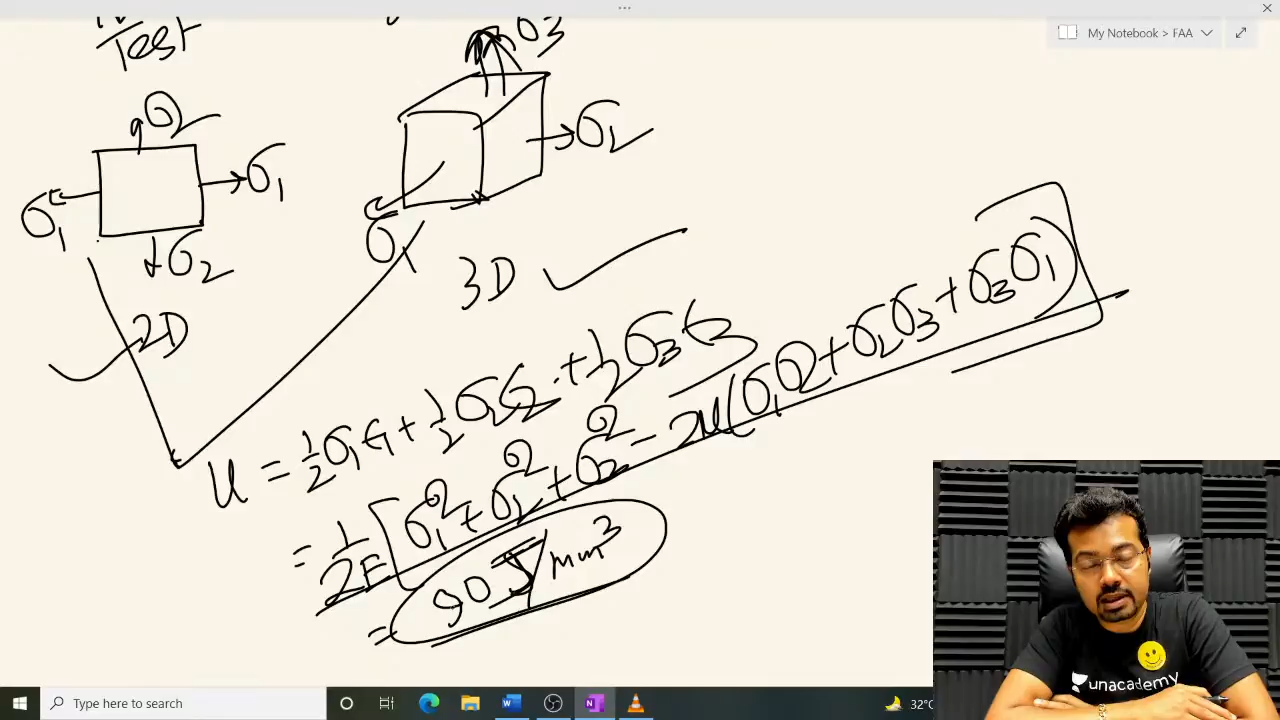 My Notebook > FAA
Test
σ3
σ2
σ1
σ1
σ2
σ2
σ1
3D
2D
U = ½σ1ϵ1 + ½σ2ϵ2 + ½σ3ϵ3
= 1/2E [σ1² + σ2² + σ3² - 2μ(σ1σ2 + σ2σ3 + σ3σ1)]
= 90 J/mm³
unacademy
Type here to search
32°C